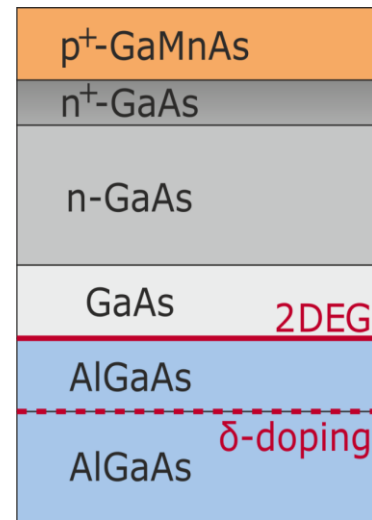 p⁺-GaMnAs
n⁺-GaAs
n-GaAs
GaAs
2DEG
AlGaAs
δ-doping
AlGaAs